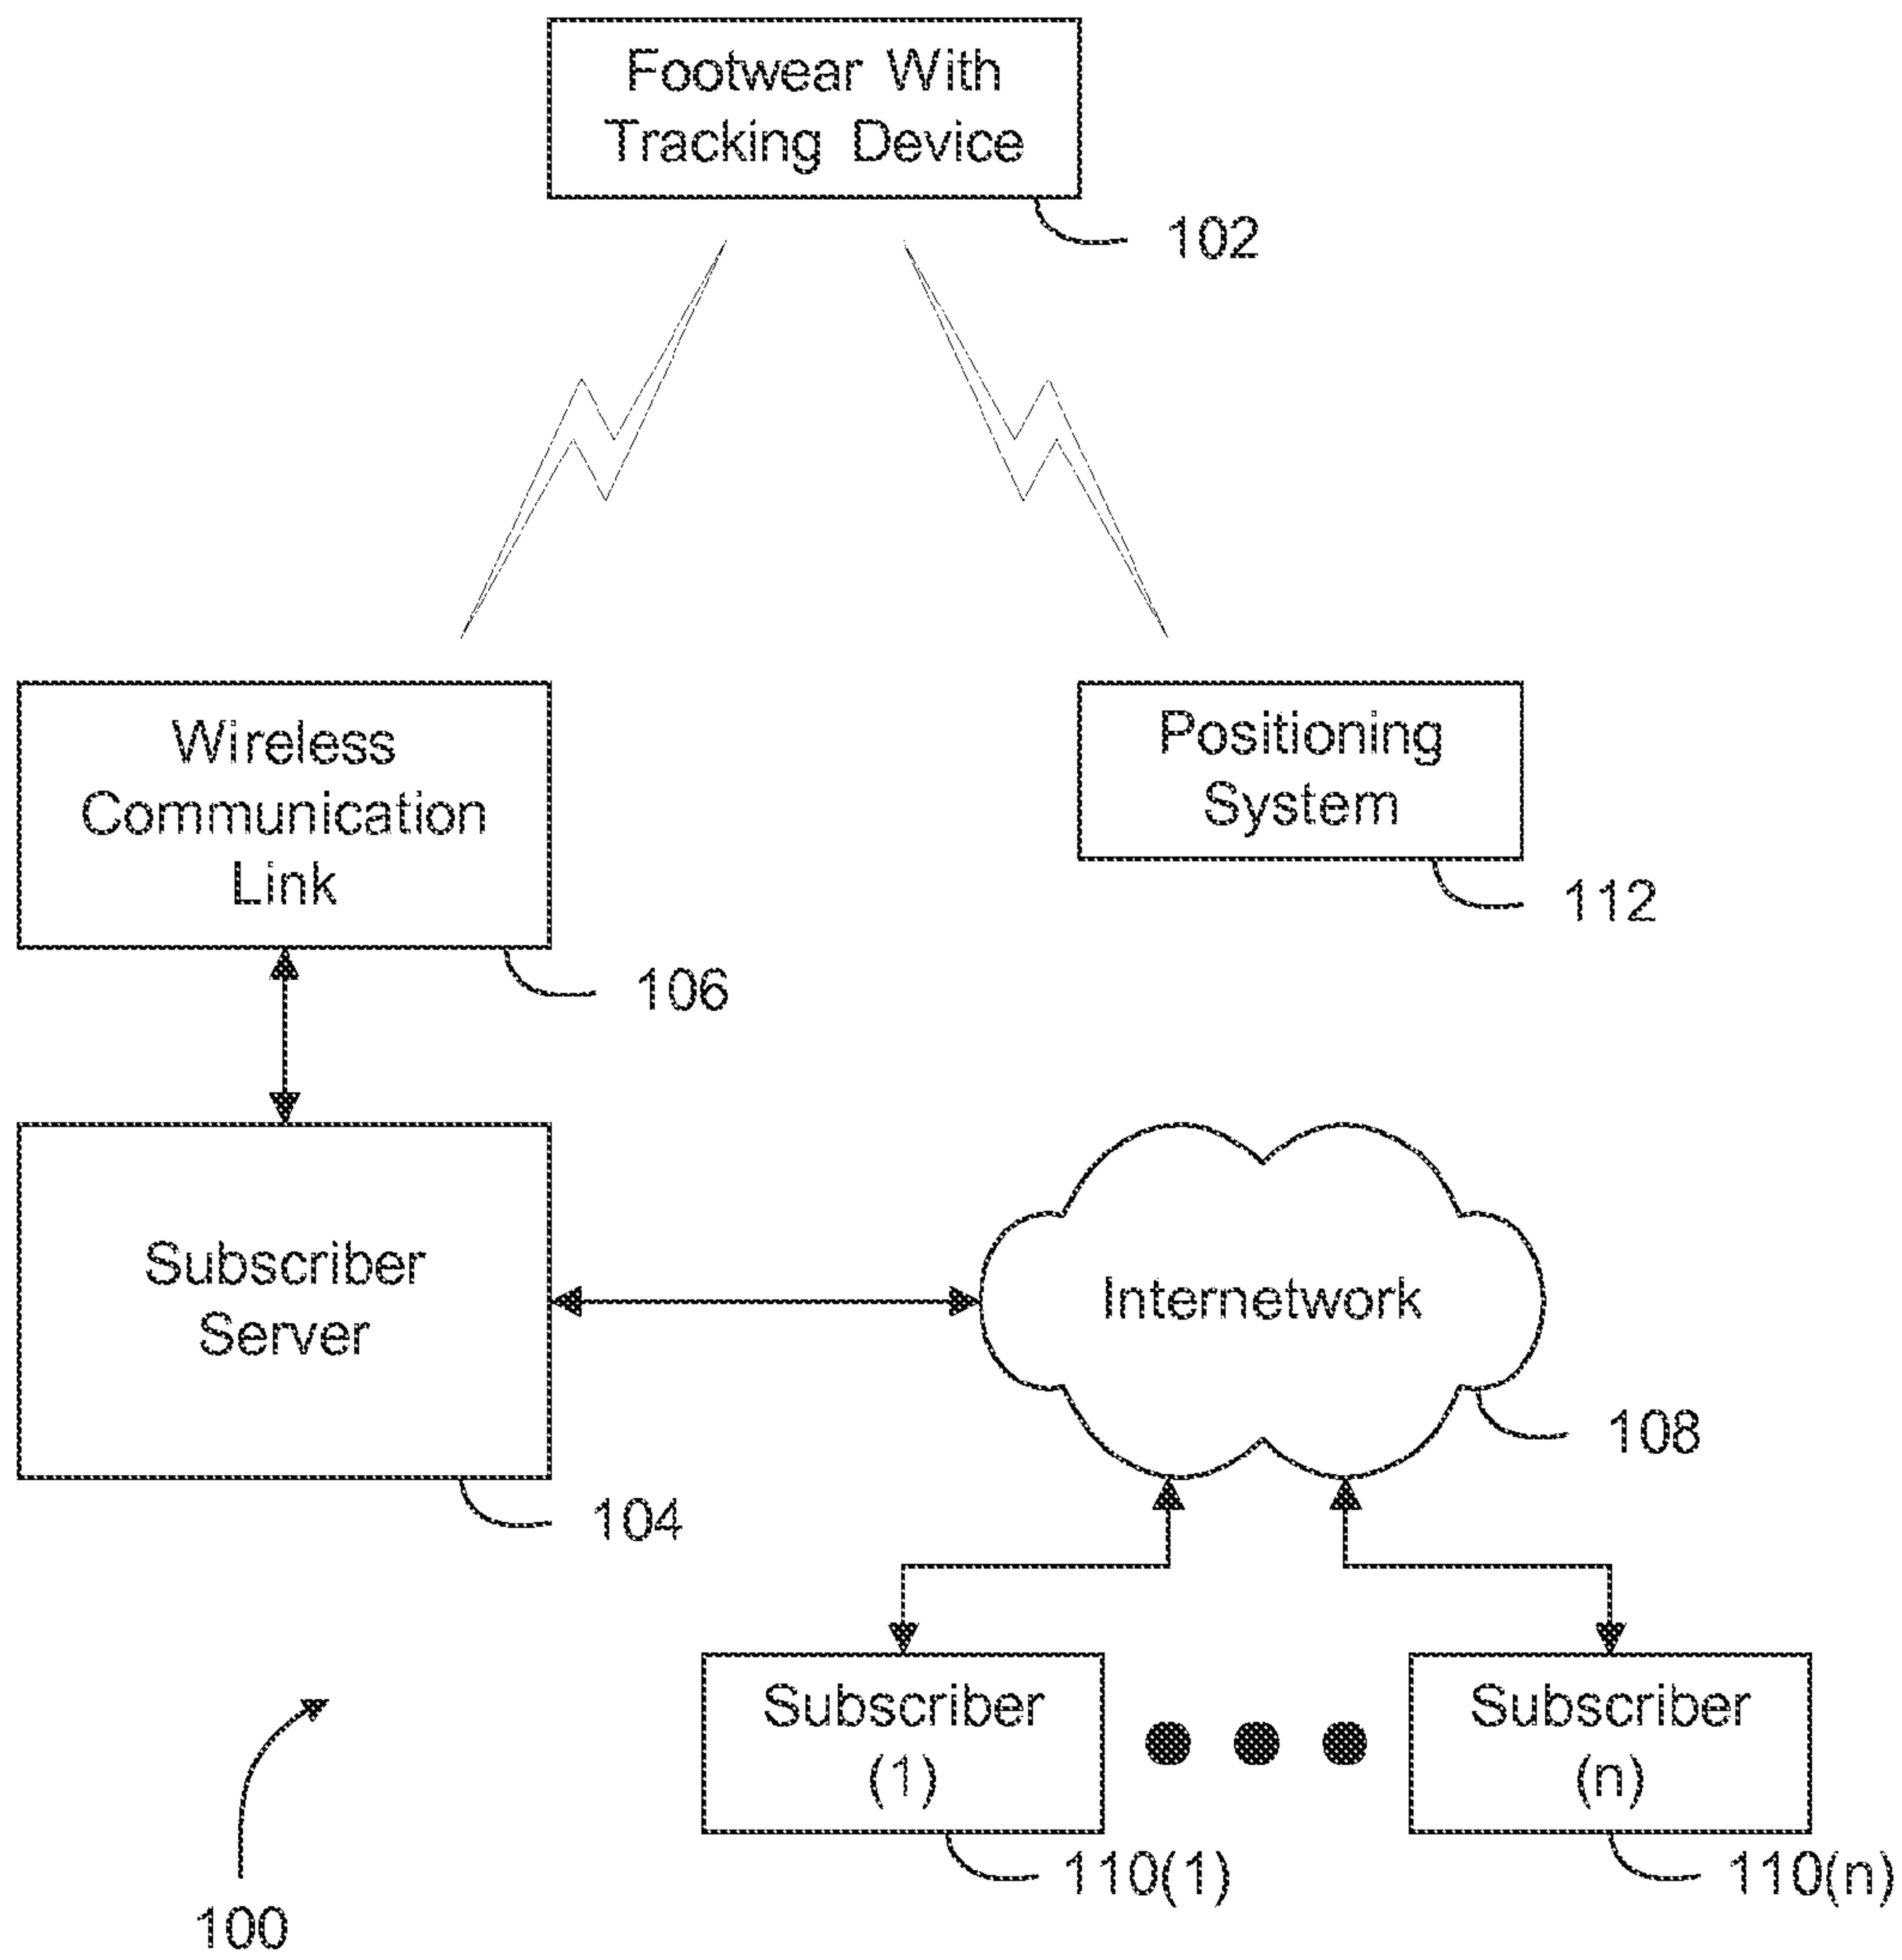 Footwear With
Tracking Device
102
Wireless
Communication
Link
106
Positioning
System
112
Subscriber
Server
104
Internetwork
108
Subscriber
(1)
110(1)
Subscriber
(n)
110(n)
100